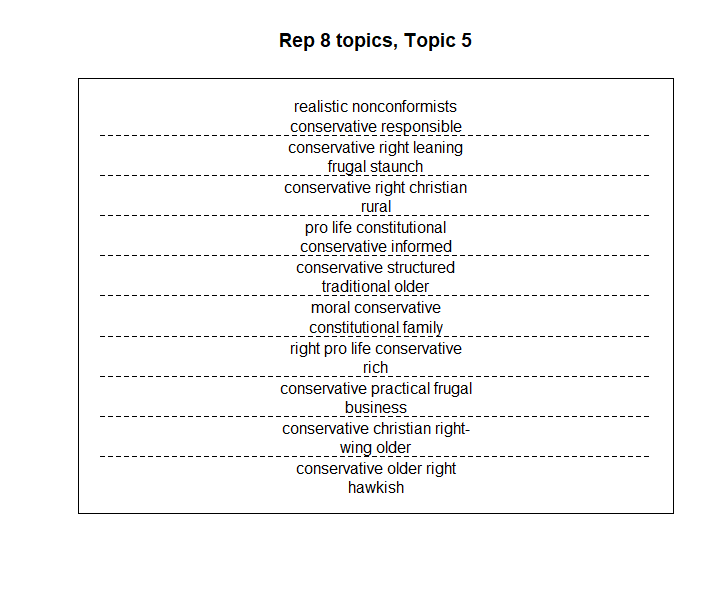 Rep 8 topics, Topic 5
realistic nonconformists
conservative responsible
conservative right leaning
frugal staunch
conservative right christian
rural
pro life constitutional
conservative informed
conservative structured
traditional older
moral conservative
constitutional family
right pro life conservative
rich
conservative practical frugal
business
conservative christian right-
wing older
conservative older right
hawkish